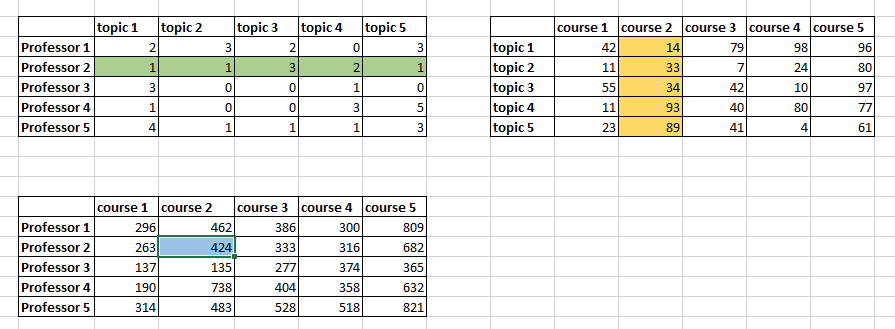 topic 1 topic 2 topic 3 topic 4 topic 5
Professor 1 2 3 2 0 3
Professor 2 1 1 3 2 1
Professor 3 3 0 0 1 0
Professor 4 1 0 0 3 5
Professor 5 4 1 1 1 3
course 1 course 2 course 3 course 4 course 5
topic 1 42 14 79 98 96
topic 2 11 33 7 24 80
topic 3 55 34 42 10 97
topic 4 11 93 40 80 77
topic 5 23 89 41 4 61
course 1 course 2 course 3 course 4 course 5
Professor 1 296 462 386 300 809
Professor 2 263 424 333 316 682
Professor 3 137 135 277 374 365
Professor 4 190 738 404 358 632
Professor 5 314 483 528 518 821